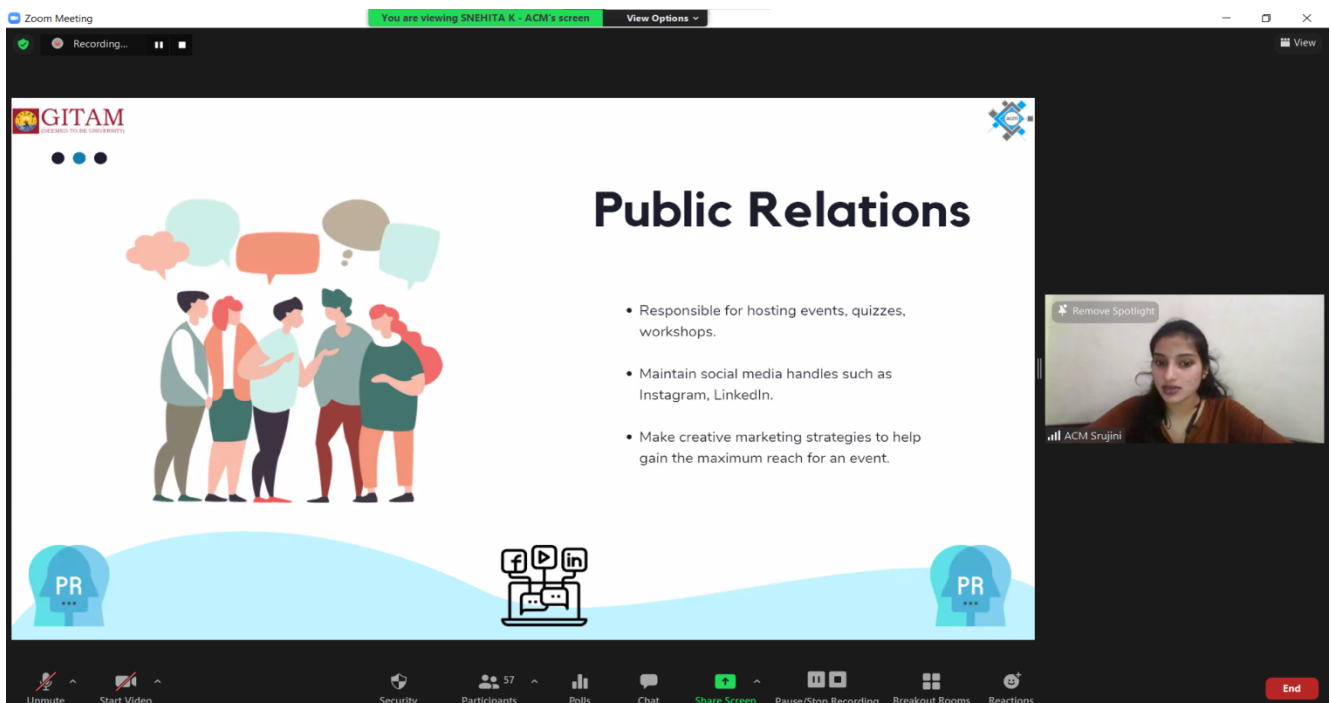 Zoom Meeting
You are viewing SNEHITA K - ACM's screen
View Options
Recording...
View
GITAM
(DEEMED TO BE UNIVERSITY)
ACM
Public Relations
• Responsible for hosting events, quizzes,
workshops.
• Maintain social media handles such as
Instagram, LinkedIn.
• Make creative marketing strategies to help
gain the maximum reach for an event.
Remove Spotlight
ACM Srujini
PR
f
in
PR
Unmute
Start Video
Security
Participants
57
Polls
Chat
Share Screen
Pause/Stop Recording
Breakout Rooms
Reactions
End